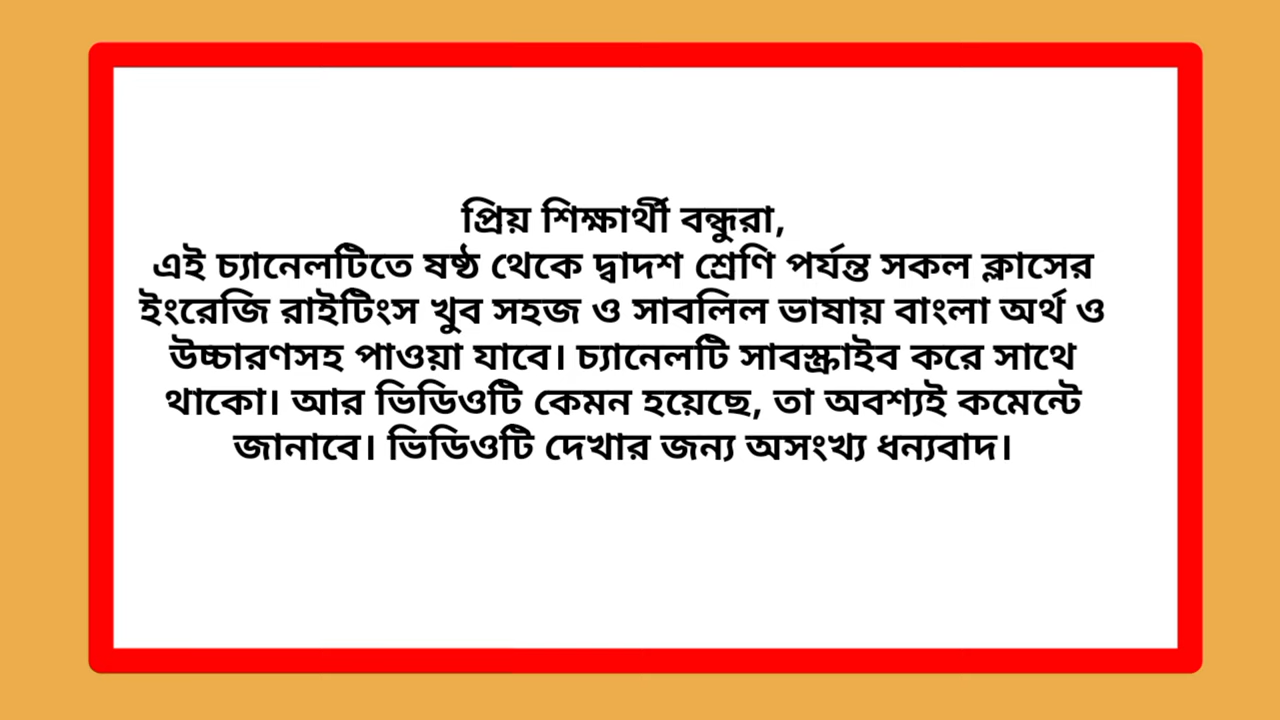 প্রিয় শিক্ষার্থী বন্ধুরা,
এই চ্যানেলটিতে ষষ্ঠ থেকে দ্বাদশ শ্রেণি পর্যন্ত সকল ক্লাসের
ইংরেজি রাইটিংস খুব সহজ ও সাবলিল ভাষায় বাংলা অর্থ ও
উচ্চারণসহ পাওয়া যাবে। চ্যানেলটি সাবস্ক্রাইব করে সাথে
থাকো। আর ভিডিওটি কেমন হয়েছে, তা অবশ্যই কমেন্টে
জানাবে। ভিডিওটি দেখার জন্য অসংখ্য ধন্যবাদ।